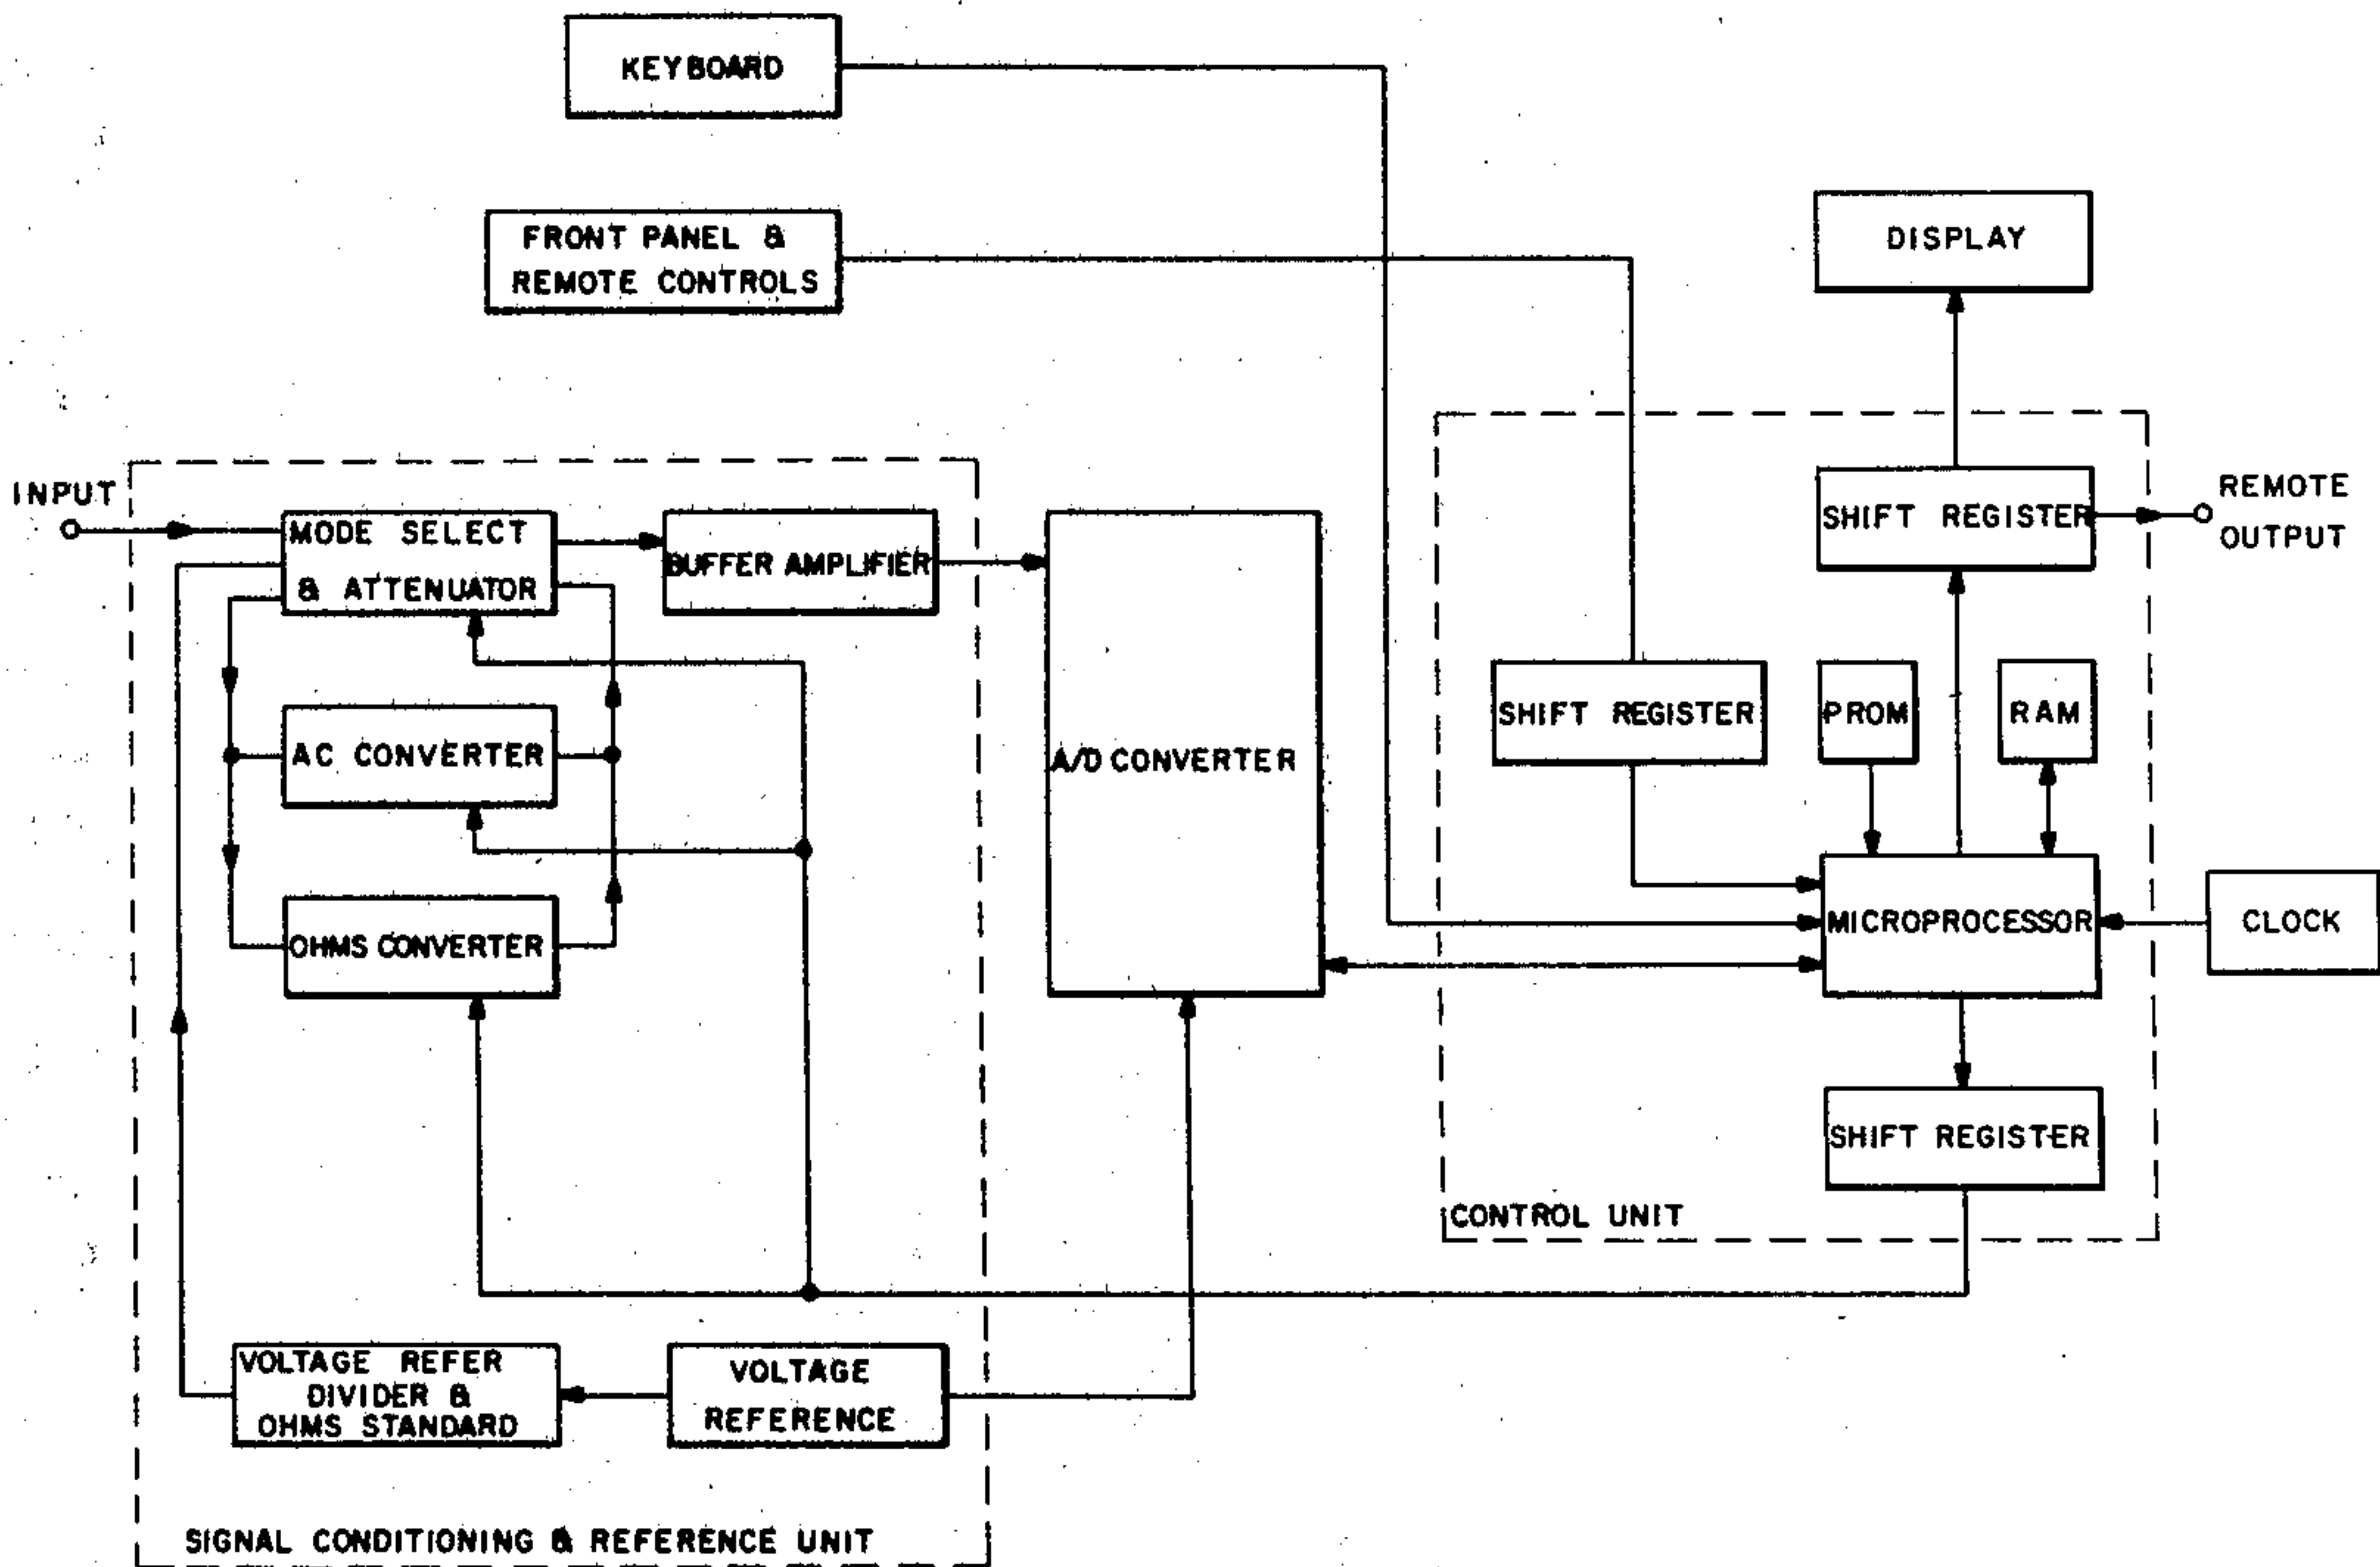 KEYBOARD
FRONT PANEL &
REMOTE CONTROLS
DISPLAY
INPUT
MODE SELECT
& ATTENUATOR
BUFFER AMPLIFIER
SHIFT REGISTER
REMOTE
OUTPUT
AC CONVERTER
A/D CONVERTER
SHIFT REGISTER
PROM
RAM
OHMS CONVERTER
MICROPROCESSOR
CLOCK
SHIFT REGISTER
CONTROL UNIT
VOLTAGE REFER
DIVIDER &
OHMS STANDARD
VOLTAGE
REFERENCE
SIGNAL CONDITIONING & REFERENCE UNIT